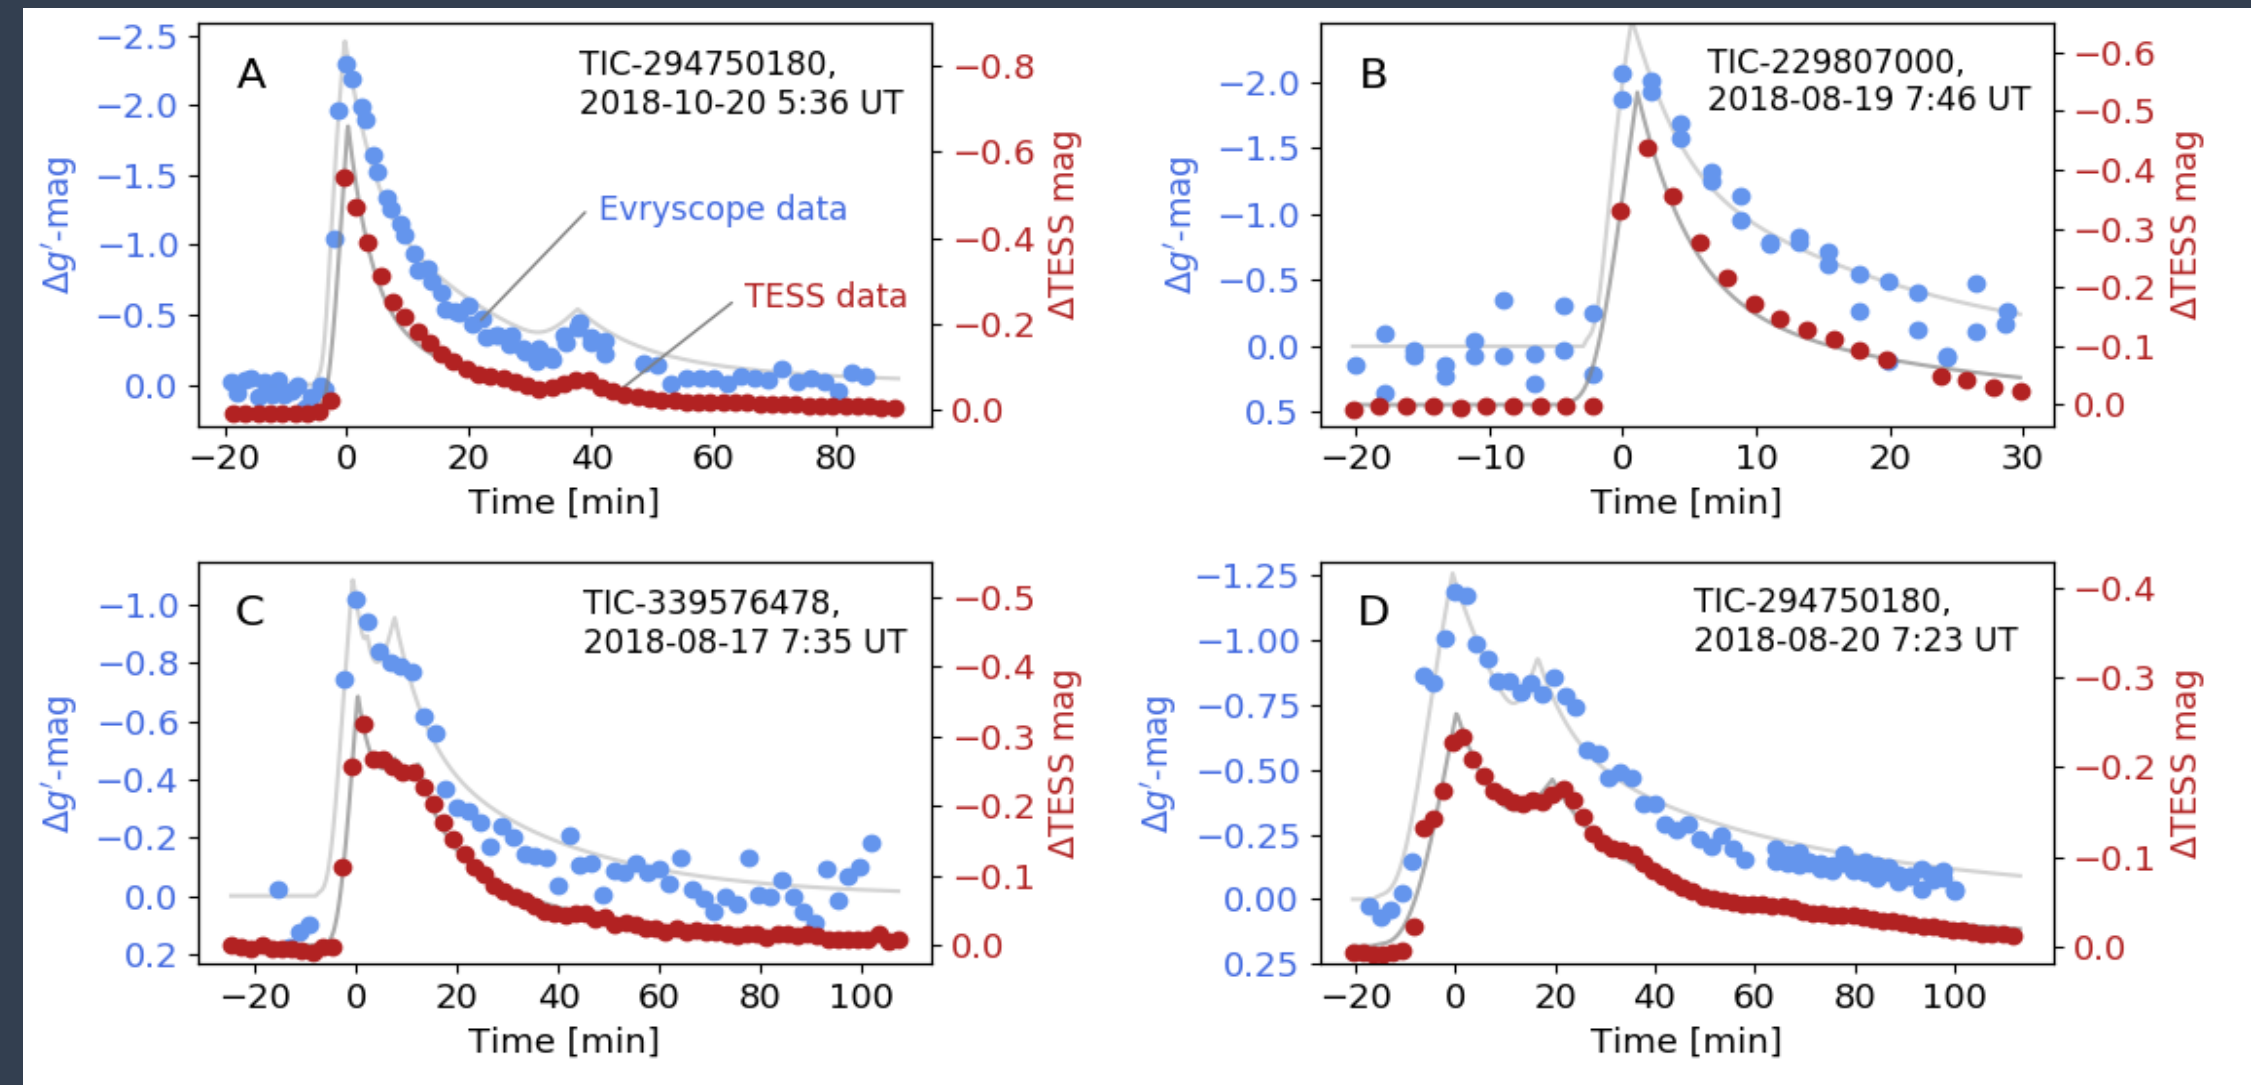 A
TIC-294750180,
2018-10-20 5:36 UT
Evryscope data
TESS data
−2.5
−2.0
−1.5
−1.0
−0.5
0.0
Δg′-mag
−0.8
−0.6
−0.4
−0.2
0.0
ΔTESS mag
−20 0 20 40 60 80
Time [min]
B
TIC-229807000,
2018-08-19 7:46 UT
−2.0
−1.5
−1.0
−0.5
0.0
0.5
Δg′-mag
−0.6
−0.5
−0.4
−0.3
−0.2
−0.1
0.0
ΔTESS mag
−20 −10 0 10 20 30
Time [min]
C
TIC-339576478,
2018-08-17 7:35 UT
−1.0
−0.8
−0.6
−0.4
−0.2
0.0
0.2
Δg′-mag
−0.5
−0.4
−0.3
−0.2
−0.1
0.0
ΔTESS mag
−20 0 20 40 60 80 100
Time [min]
D
TIC-294750180,
2018-08-20 7:23 UT
−1.25
−1.00
−0.75
−0.50
−0.25
0.00
0.25
Δg′-mag
−0.4
−0.3
−0.2
−0.1
0.0
ΔTESS mag
−20 0 20 40 60 80 100
Time [min]